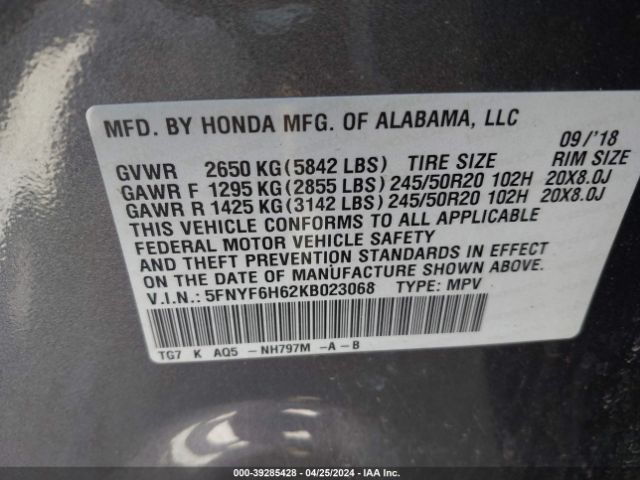 MFD. BY HONDA MFG. OF ALABAMA, LLC
09/'18
GVWR 2650 KG(5842 LBS) TIRE SIZE RIM SIZE
GAWR F 1295 KG(2855 LBS)245/50R20 102H 20X8.0J
GAWR R 1425 KG(3142 LBS)245/50R20 102H 20X8.0J
THIS VEHICLE CONFORMS TO ALL APPLICABLE
FEDERAL MOTOR VEHICLE SAFETY
AND THEFT PREVENTION STANDARDS IN EFFECT
ON THE DATE OF MANUFACTURE SHOWN ABOVE.
V.I.N.: 5FNYF6H62KB023068 TYPE: MPV
TG7 K AQ5 -NH797M -A-B
000-39285428 - 04/25/2024 - IAA Inc.